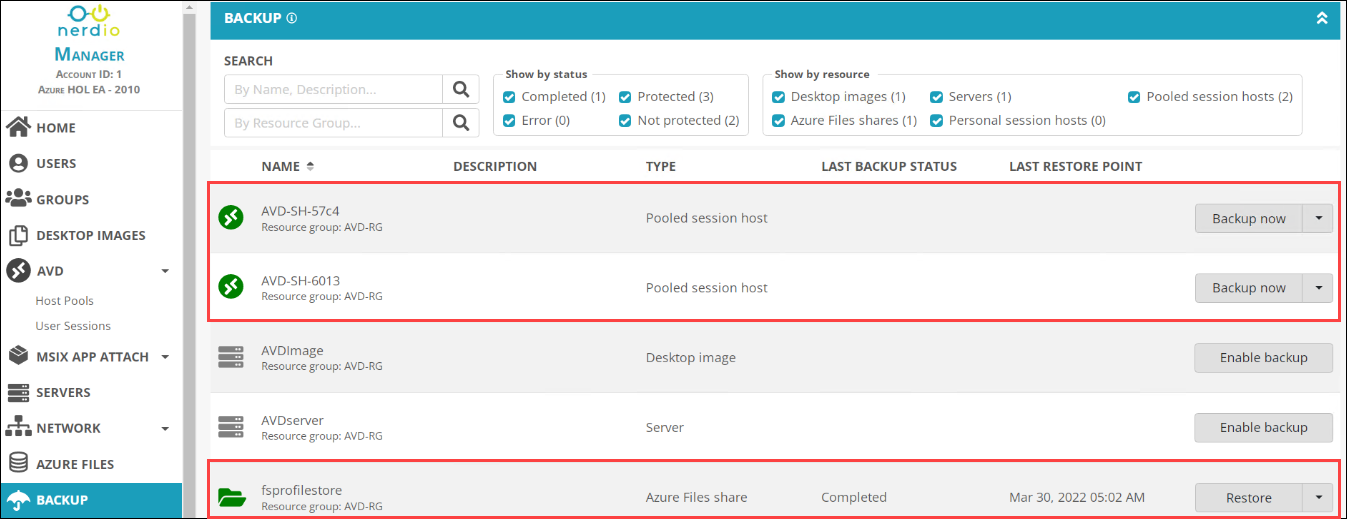 nerdio
MANAGER
ACCOUNT ID: 1
AZURE HOL EA - 2010
HOME
USERS
GROUPS
DESKTOP IMAGES
AVD
Host Pools
User Sessions
MSIX APP ATTACH
SERVERS
NETWORK
AZURE FILES
BACKUP
BACKUP
SEARCH
By Name, Description...
By Resource Group...
Show by status
Completed (1) Protected (3)
Error (0) Not protected (2)
Show by resource
Desktop images (1) Servers (1) Pooled session hosts (2)
Azure Files shares (1) Personal session hosts (0)
NAME DESCRIPTION TYPE LAST BACKUP STATUS LAST RESTORE POINT
AVD-SH-57c4 Pooled session host Backup now
Resource group: AVD-RG
AVD-SH-6013 Pooled session host Backup now
Resource group: AVD-RG
AVDImage Desktop image Enable backup
Resource group: AVD-RG
AVDserver Server Enable backup
Resource group: AVD-RG
fsprofilestore Azure Files share Completed Mar 30, 2022 05:02 AM Restore
Resource group: AVD-RG